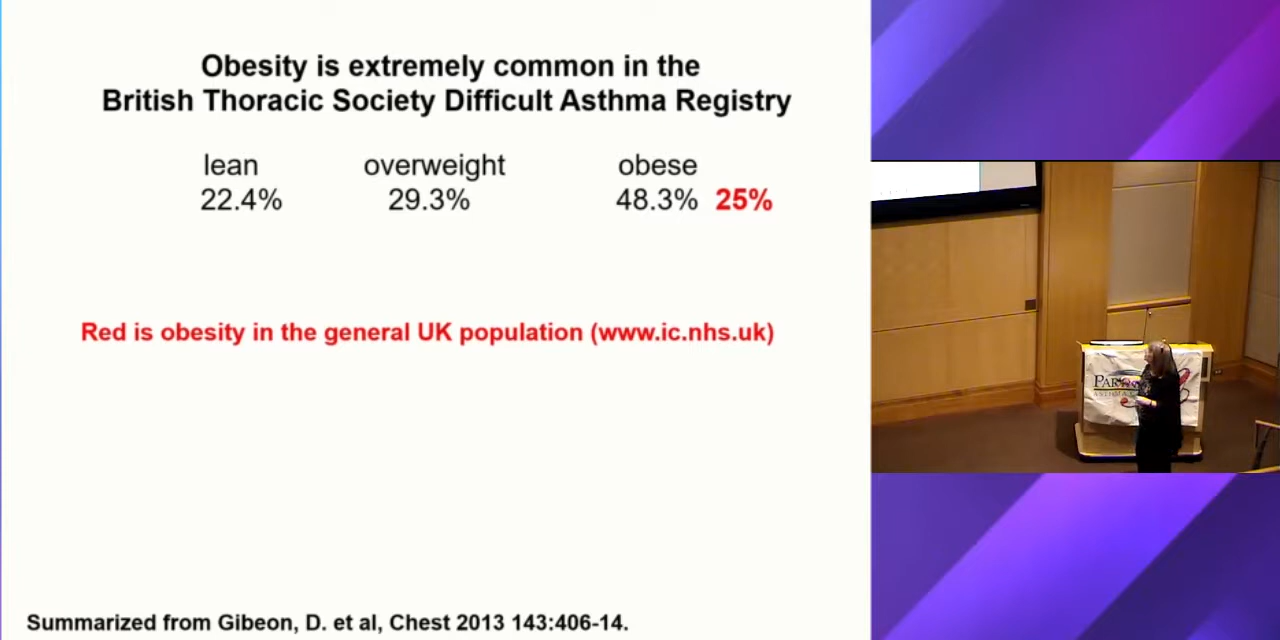 Obesity is extremely common in the
British Thoracic Society Difficult Asthma Registry
lean overweight obese
22.4% 29.3% 48.3% 25%
Red is obesity in the general UK population (www.ic.nhs.uk)
Summarized from Gibeon, D. et al, Chest 2013 143:406-14.